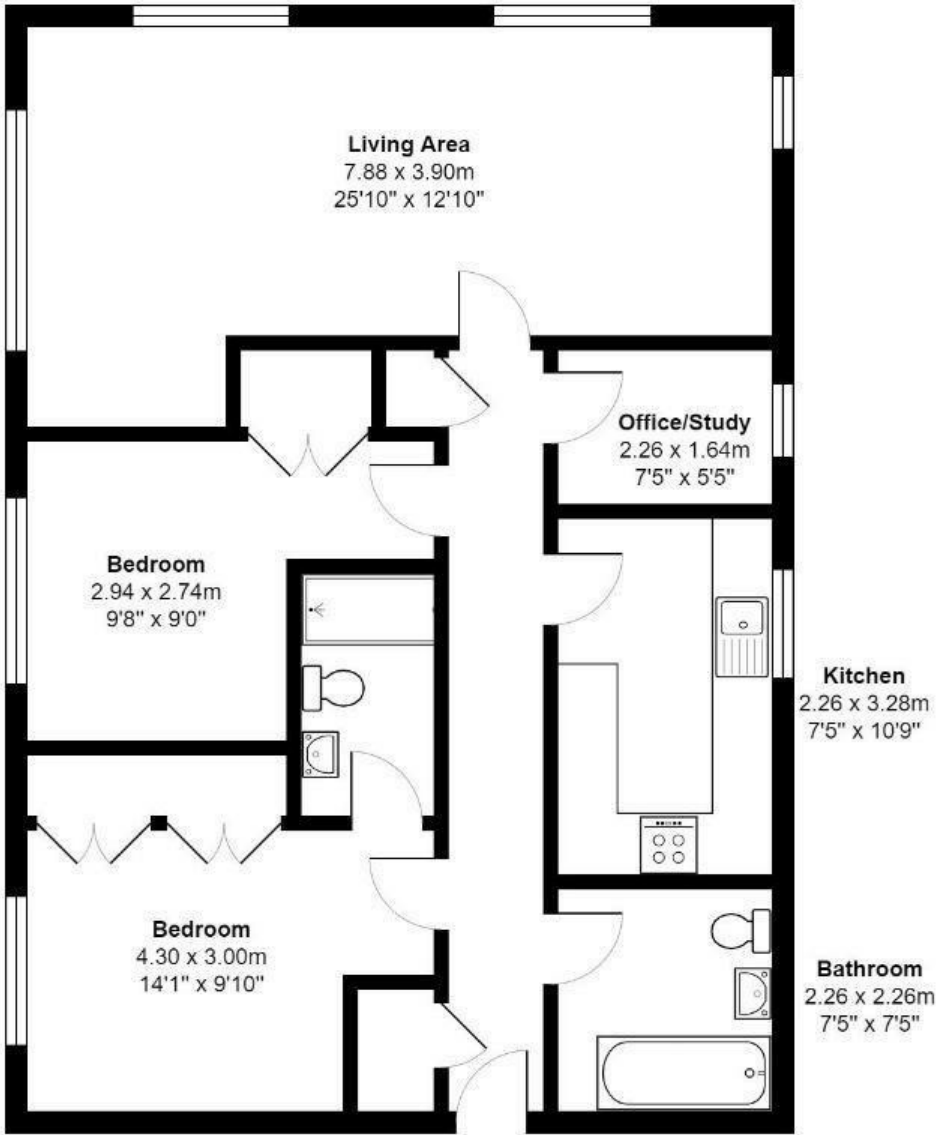 Living Area
7.88 x 3.90m
25'10" x 12'10"
Office/Study
2.26 x 1.64m
7'5" x 5'5"
Bedroom
2.94 x 2.74m
9'8" x 9'0"
Kitchen
2.26 x 3.28m
7'5" x 10'9"
Bedroom
4.30 x 3.00m
14'1" x 9'10"
Bathroom
2.26 x 2.26m
7'5" x 7'5"